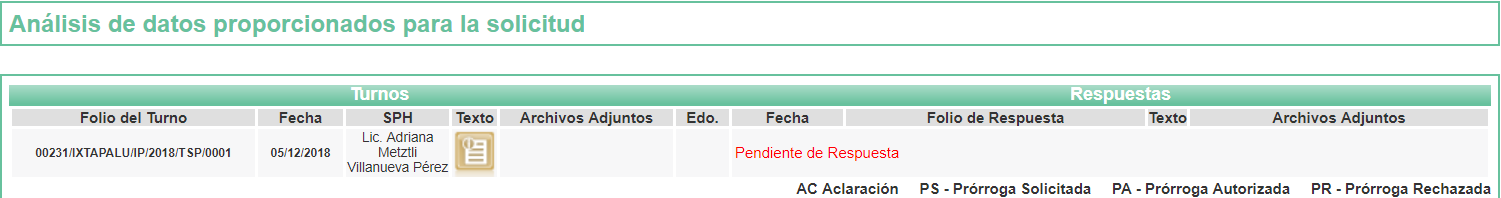 Análisis de datos proporcionados para la solicitud
Turnos Respuestas
Folio del Turno Fecha SPH Texto Archivos Adjuntos Edo. Fecha Folio de Respuesta Texto Archivos Adjuntos
00231/IXTAPALU/IP/2018/TSP/0001 05/12/2018 Lic. Adriana
Metztli
Villanueva Pérez
Pendiente de Respuesta
AC Aclaración PS - Prórroga Solicitada PA - Prórroga Autorizada PR - Prórroga Rechazada